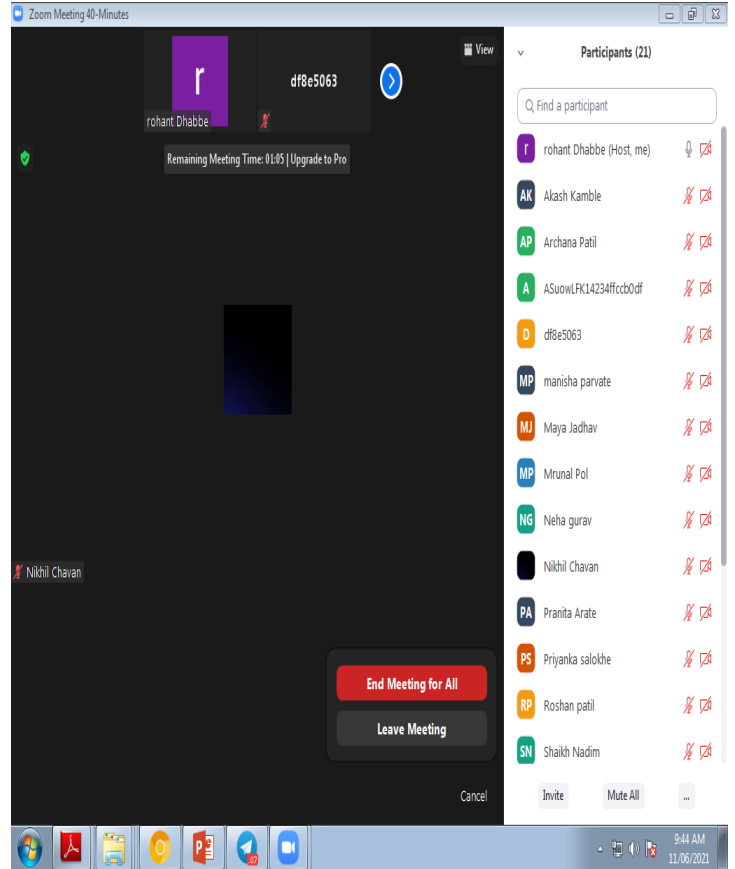 Zoom Meeting 40-Minutes
View
r
rohant Dhabbe
df8e5063
Remaining Meeting Time: 01:05 | Upgrade to Pro
Nikhil Chavan
End Meeting for All
Leave Meeting
Cancel
Participants (21)
Find a participant
r rohant Dhabbe (Host, me)
AK Akash Kamble
AP Archana Patil
A ASuowLFK14234ffccb0df
D df8e5063
MP manisha parvate
MJ Maya Jadhav
MP Mrunal Pol
NG Neha gurav
Nikhil Chavan
PA Pranita Arate
PS Priyanka salokhe
RP Roshan patil
SN Shaikh Nadim
Invite Mute All ...
9:44 AM
11/06/2021